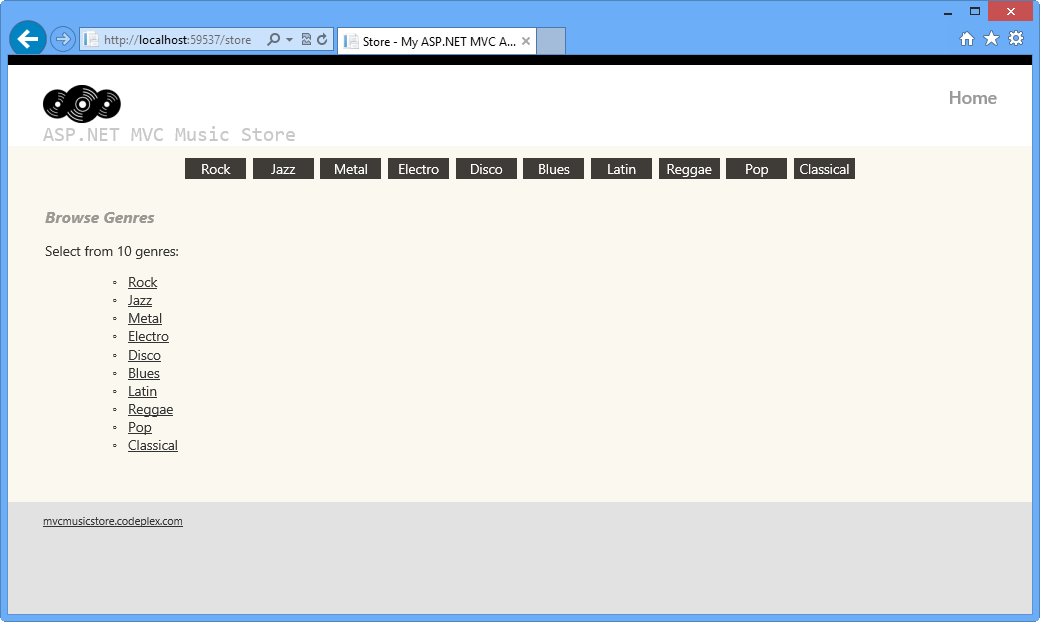 http://localhost:59537/store
Store - My ASP.NET MVC A...
Home
ASP.NET MVC Music Store
Rock Jazz Metal Electro Disco Blues Latin Reggae Pop Classical
Browse Genres
Select from 10 genres:
Rock
Jazz
Metal
Electro
Disco
Blues
Latin
Reggae
Pop
Classical
mvcmusicstore.codeplex.com